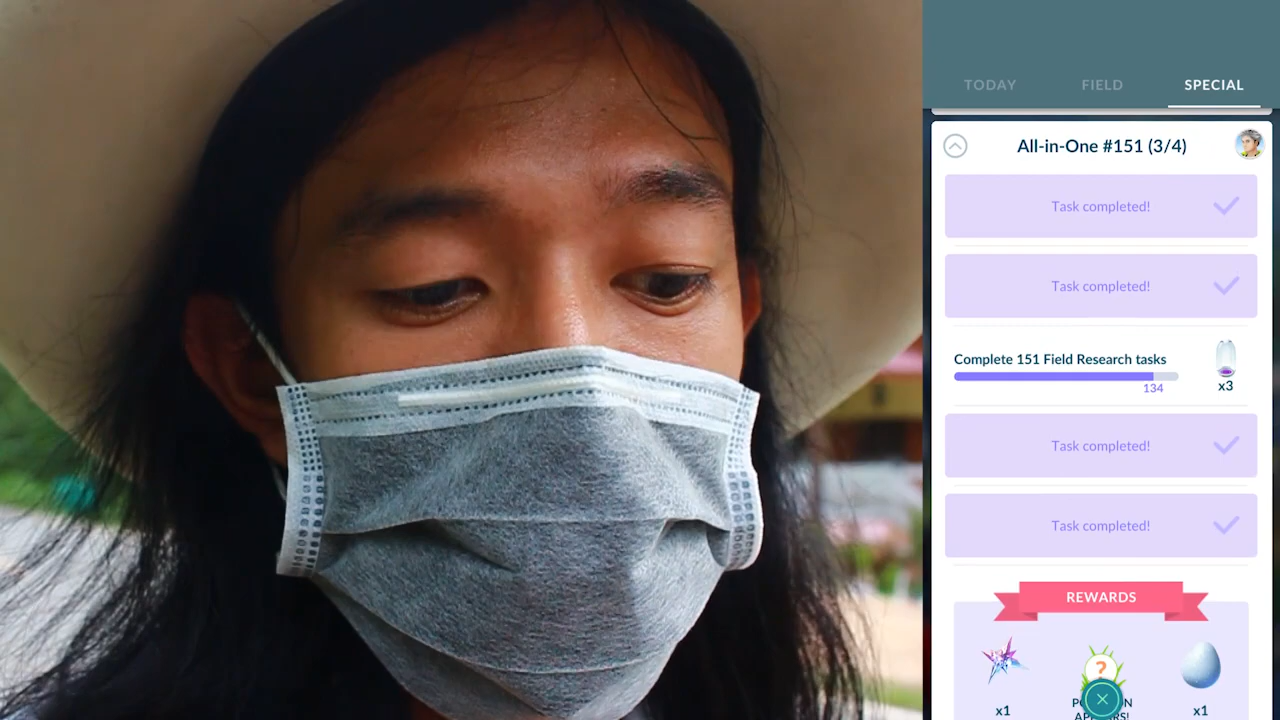 TODAY FIELD SPECIAL
All-in-One #151 (3/4)
Task completed!
Task completed!
Complete 151 Field Research tasks
134
x3
Task completed!
Task completed!
REWARDS
?
x1
x1